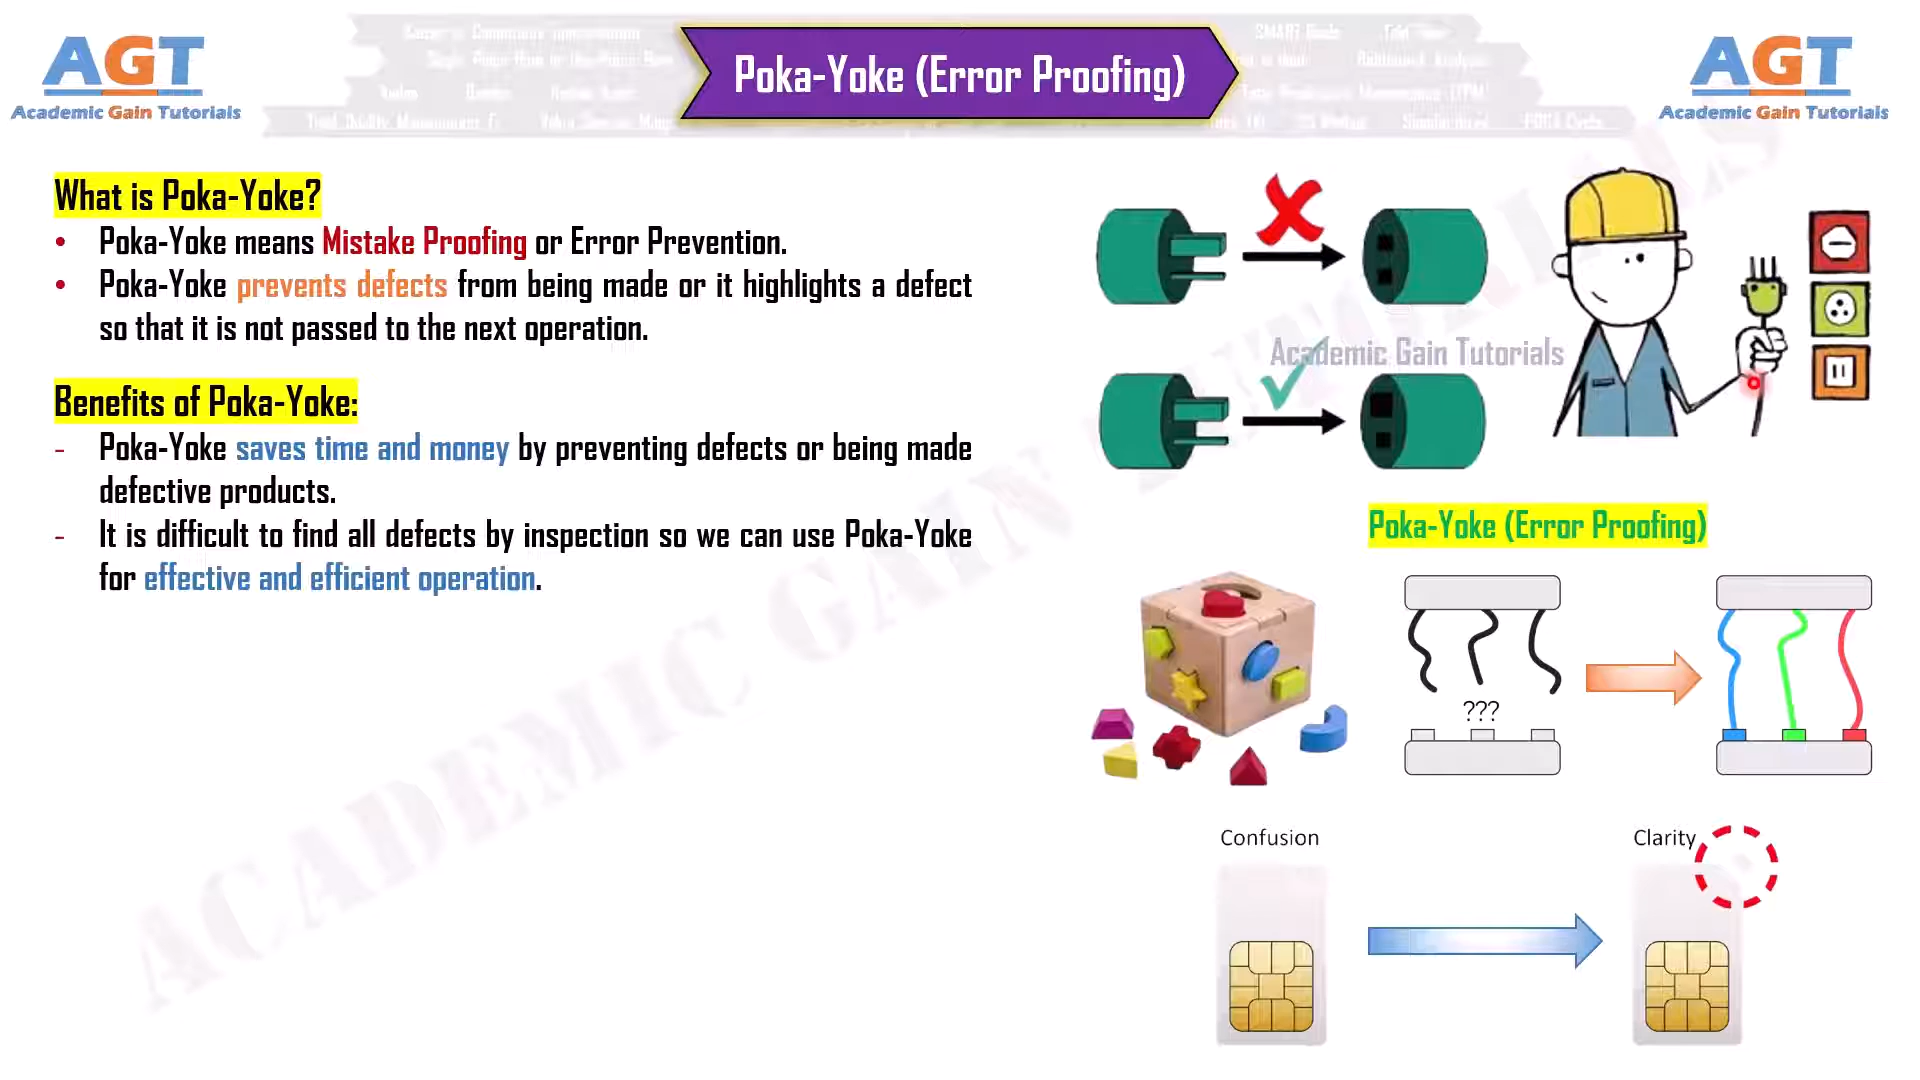 AGT
Academic Gain Tutorials
Poka-Yoke (Error Proofing)
AGT
Academic Gain Tutorials
What is Poka-Yoke?
• Poka-Yoke means Mistake Proofing or Error Prevention.
• Poka-Yoke prevents defects from being made or it highlights a defect
so that it is not passed to the next operation.
Benefits of Poka-Yoke:
- Poka-Yoke saves time and money by preventing defects or being made
defective products.
- It is difficult to find all defects by inspection so we can use Poka-Yoke
for effective and efficient operation.
Academic Gain Tutorials
Poka-Yoke (Error Proofing)
???
Confusion
Clarity
ACADEMIC GAIN TUTORIALS